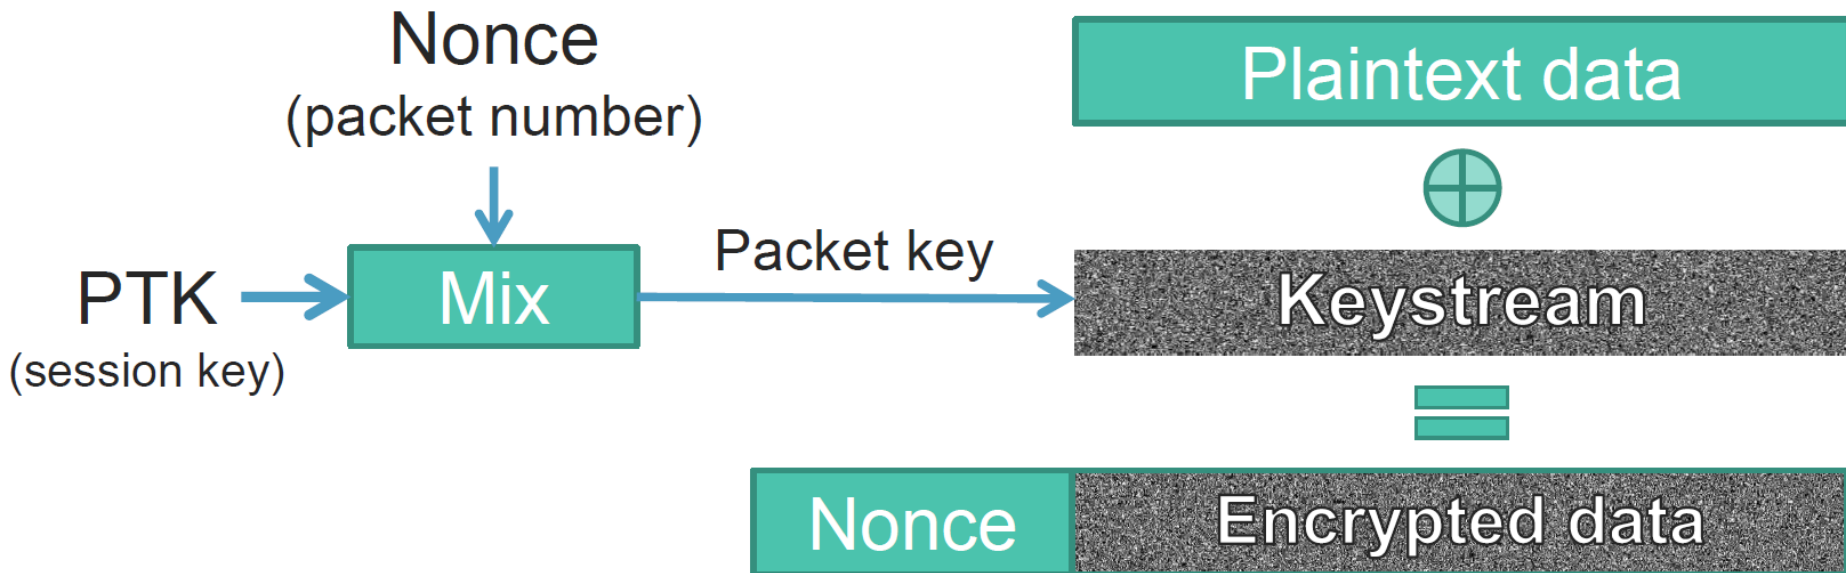 Nonce
(packet number)
Plaintext data
PTK
(session key)
Mix
Packet key
Keystream
Nonce
Encrypted data